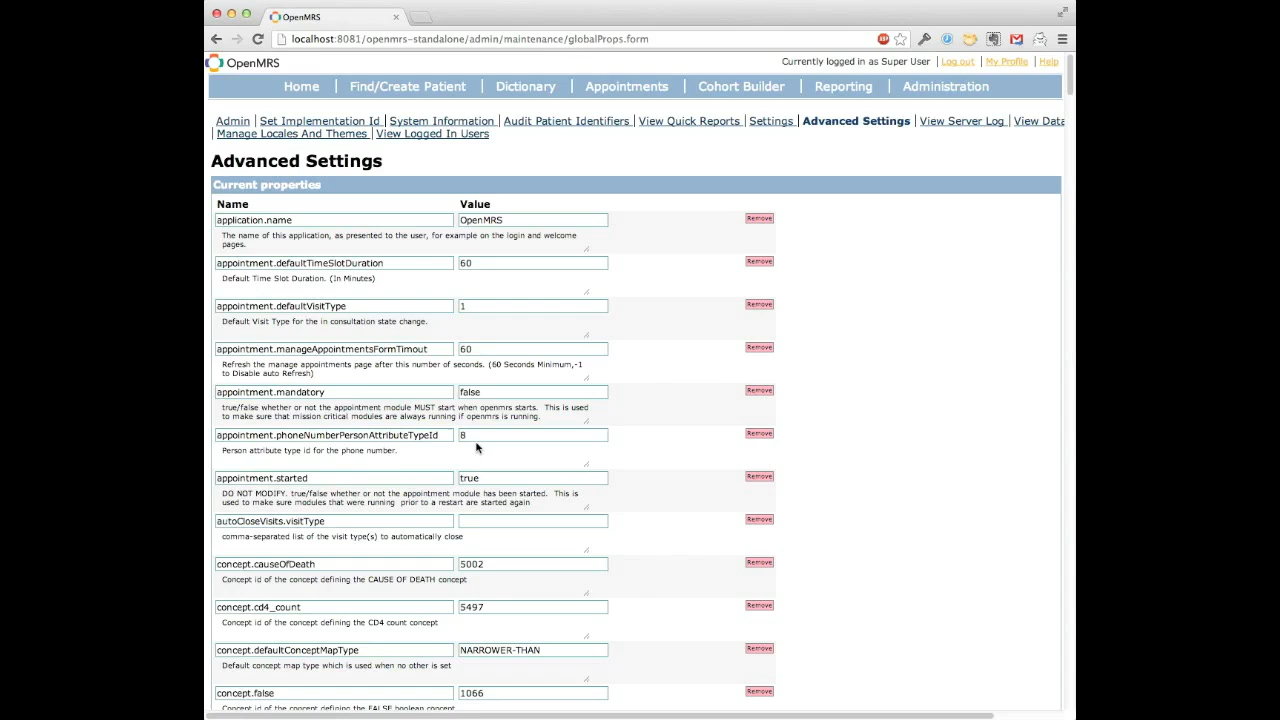 OpenMRS
localhost:8081/openmrs-standalone/admin/maintenance/globalProps.form
OpenMRS
Currently logged in as Super User | Log out | My Profile | Help
Home | Find/Create Patient | Dictionary | Appointments | Cohort Builder | Reporting | Administration
Admin | Set Implementation Id | System Information | Audit Patient Identifiers | View Quick Reports | Settings | Advanced Settings | View Server Log | View Data
| Manage Locales And Themes | View Logged In Users
Advanced Settings
Current properties
Name Value
application.name OpenMRS Remove
The name of this application, as presented to the user, for example on the login and welcome
pages.
appointment.defaultTimeSlotDuration 60 Remove
Default Time Slot Duration. (In Minutes)
appointment.defaultVisitType 1 Remove
Default Visit Type for the in consultation state change.
appointment.manageAppointmentsFormTimout 60 Remove
Refresh the manage appointments page after this number of seconds. (60 Seconds Minimum,-1
to Disable auto Refresh)
appointment.mandatory false Remove
true/false whether or not the appointment module MUST start when openmrs starts. This is used
to make sure that mission critical modules are always running if openmrs is running.
appointment.phoneNumberPersonAttributeTypeId 8 Remove
Person attribute type id for the phone number.
appointment.started true Remove
DO NOT MODIFY. true/false whether or not the appointment module has been started. This is
used to make sure modules that were running prior to a restart are started again
autoCloseVisits.visitType Remove
comma-separated list of the visit type(s) to automatically close
concept.causeOfDeath 5002 Remove
Concept id of the concept defining the CAUSE OF DEATH concept
concept.cd4_count 5497 Remove
Concept id of the concept defining the CD4 count concept
concept.defaultConceptMapType NARROWER-THAN Remove
Default concept map type which is used when no other is set
concept.false 1066 Remove
Concept id of the concept defining the FALSE boolean concept